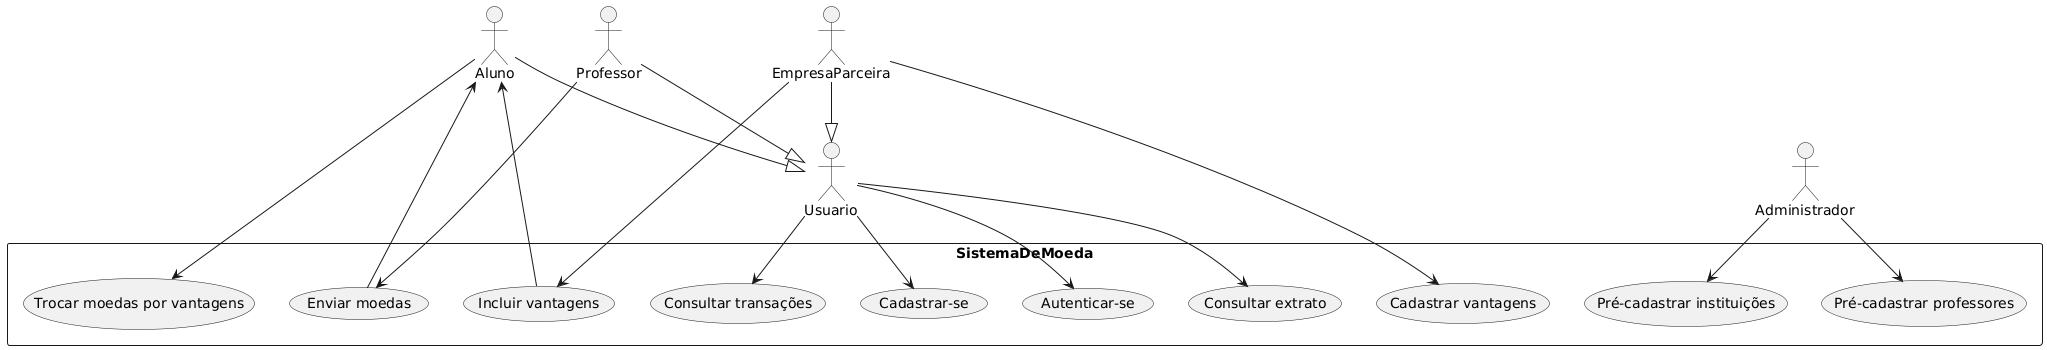 Aluno
Professor
EmpresaParceira
Usuario
Administrador
SistemaDeMoeda
Trocar moedas por vantagens
Enviar moedas
Incluir vantagens
Consultar transações
Cadastrar-se
Autenticar-se
Consultar extrato
Cadastrar vantagens
Pré-cadastrar instituições
Pré-cadastrar professores